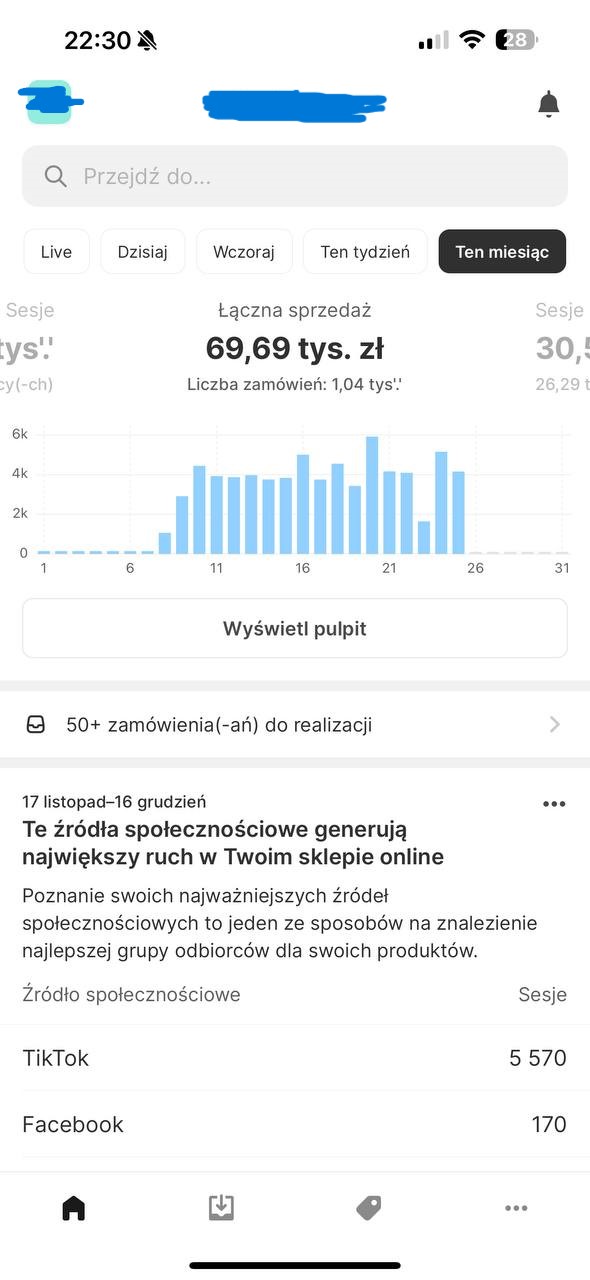 22:30
28
Przejdź do...
Live
Dzisiaj
Wczoraj
Ten tydzień
Ten miesiąc
Sesje
Łączna sprzedaż
Sesje
tys'.'
69,69 tys. zł
30,5
cy(-ch)
Liczba zamówień: 1,04 tys'.'
26,29 t
6k
4k
2k
0
1 6 11 16 21 26 31
Wyświetl pulpit
50+ zamówienia(-ań) do realizacji
17 listopad–16 grudzień
Te źródła społecznościowe generują
największy ruch w Twoim sklepie online
Poznanie swoich najważniejszych źródeł
społecznościowych to jeden ze sposobów na znalezienie
najlepszej grupy odbiorców dla swoich produktów.
Źródło społecznościowe
Sesje
TikTok
5 570
Facebook
170